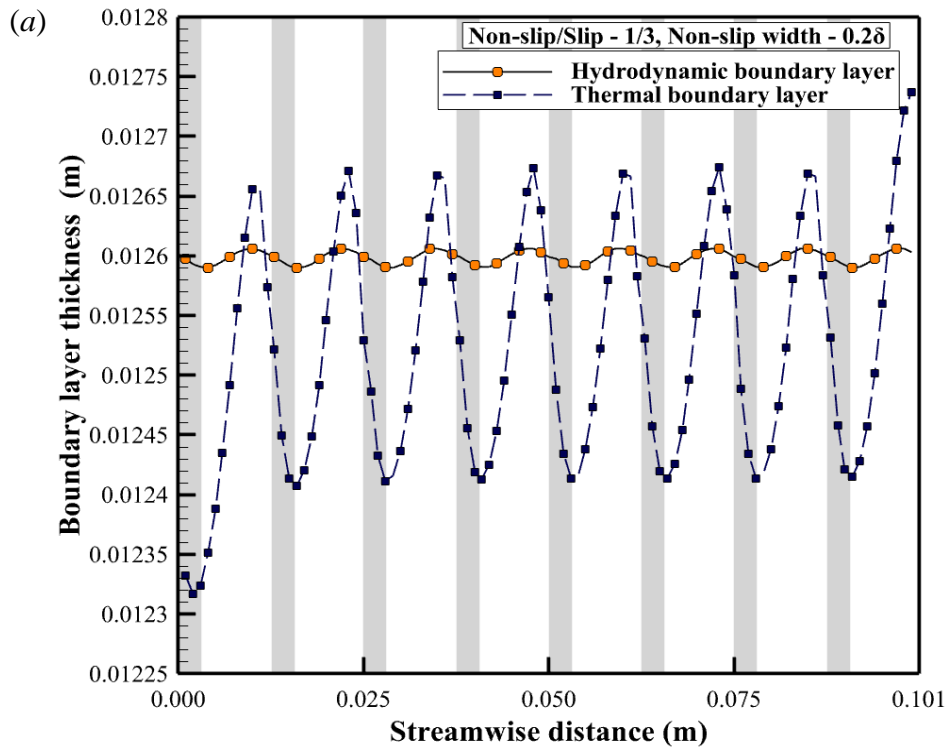 (a)
Non-slip/Slip - 1/3, Non-slip width - 0.2δ
Hydrodynamic boundary layer
Thermal boundary layer
Boundary layer thickness (m)
0.0128
0.01275
0.0127
0.01265
0.0126
0.01255
0.0125
0.01245
0.0124
0.01235
0.0123
0.01225
0.000
0.025
0.050
0.075
0.101
Streamwise distance (m)